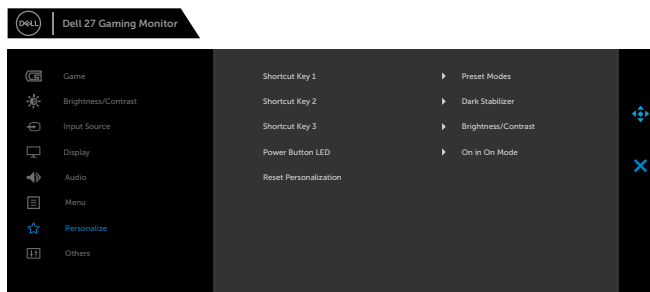 DELL
Dell 27 Gaming Monitor
Game
Shortcut Key 1 Preset Modes
Brightness/Contrast
Shortcut Key 2 Dark Stabilizer
Input Source
Shortcut Key 3 Brightness/Contrast
Display
Power Button LED On in On Mode
Audio
Reset Personalization
Menu
Personalize
Others